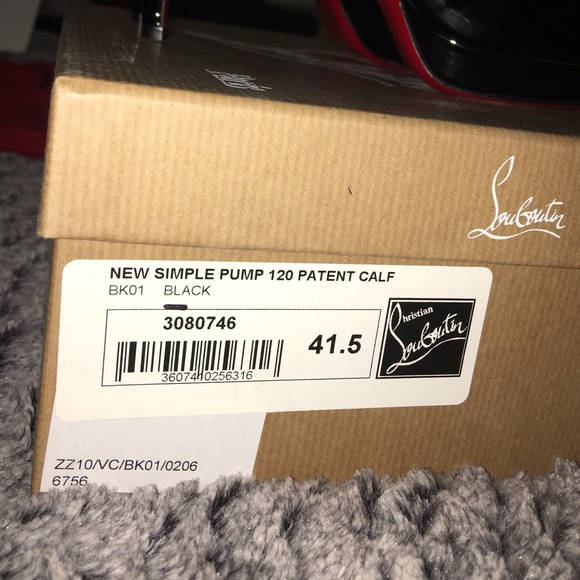 Louboutin
NEW SIMPLE PUMP 120 PATENT CALF
BK01 BLACK
3080746
41.5
3607410256316
Christian
Louboutin
ZZ10/VC/BK01/0206
6756